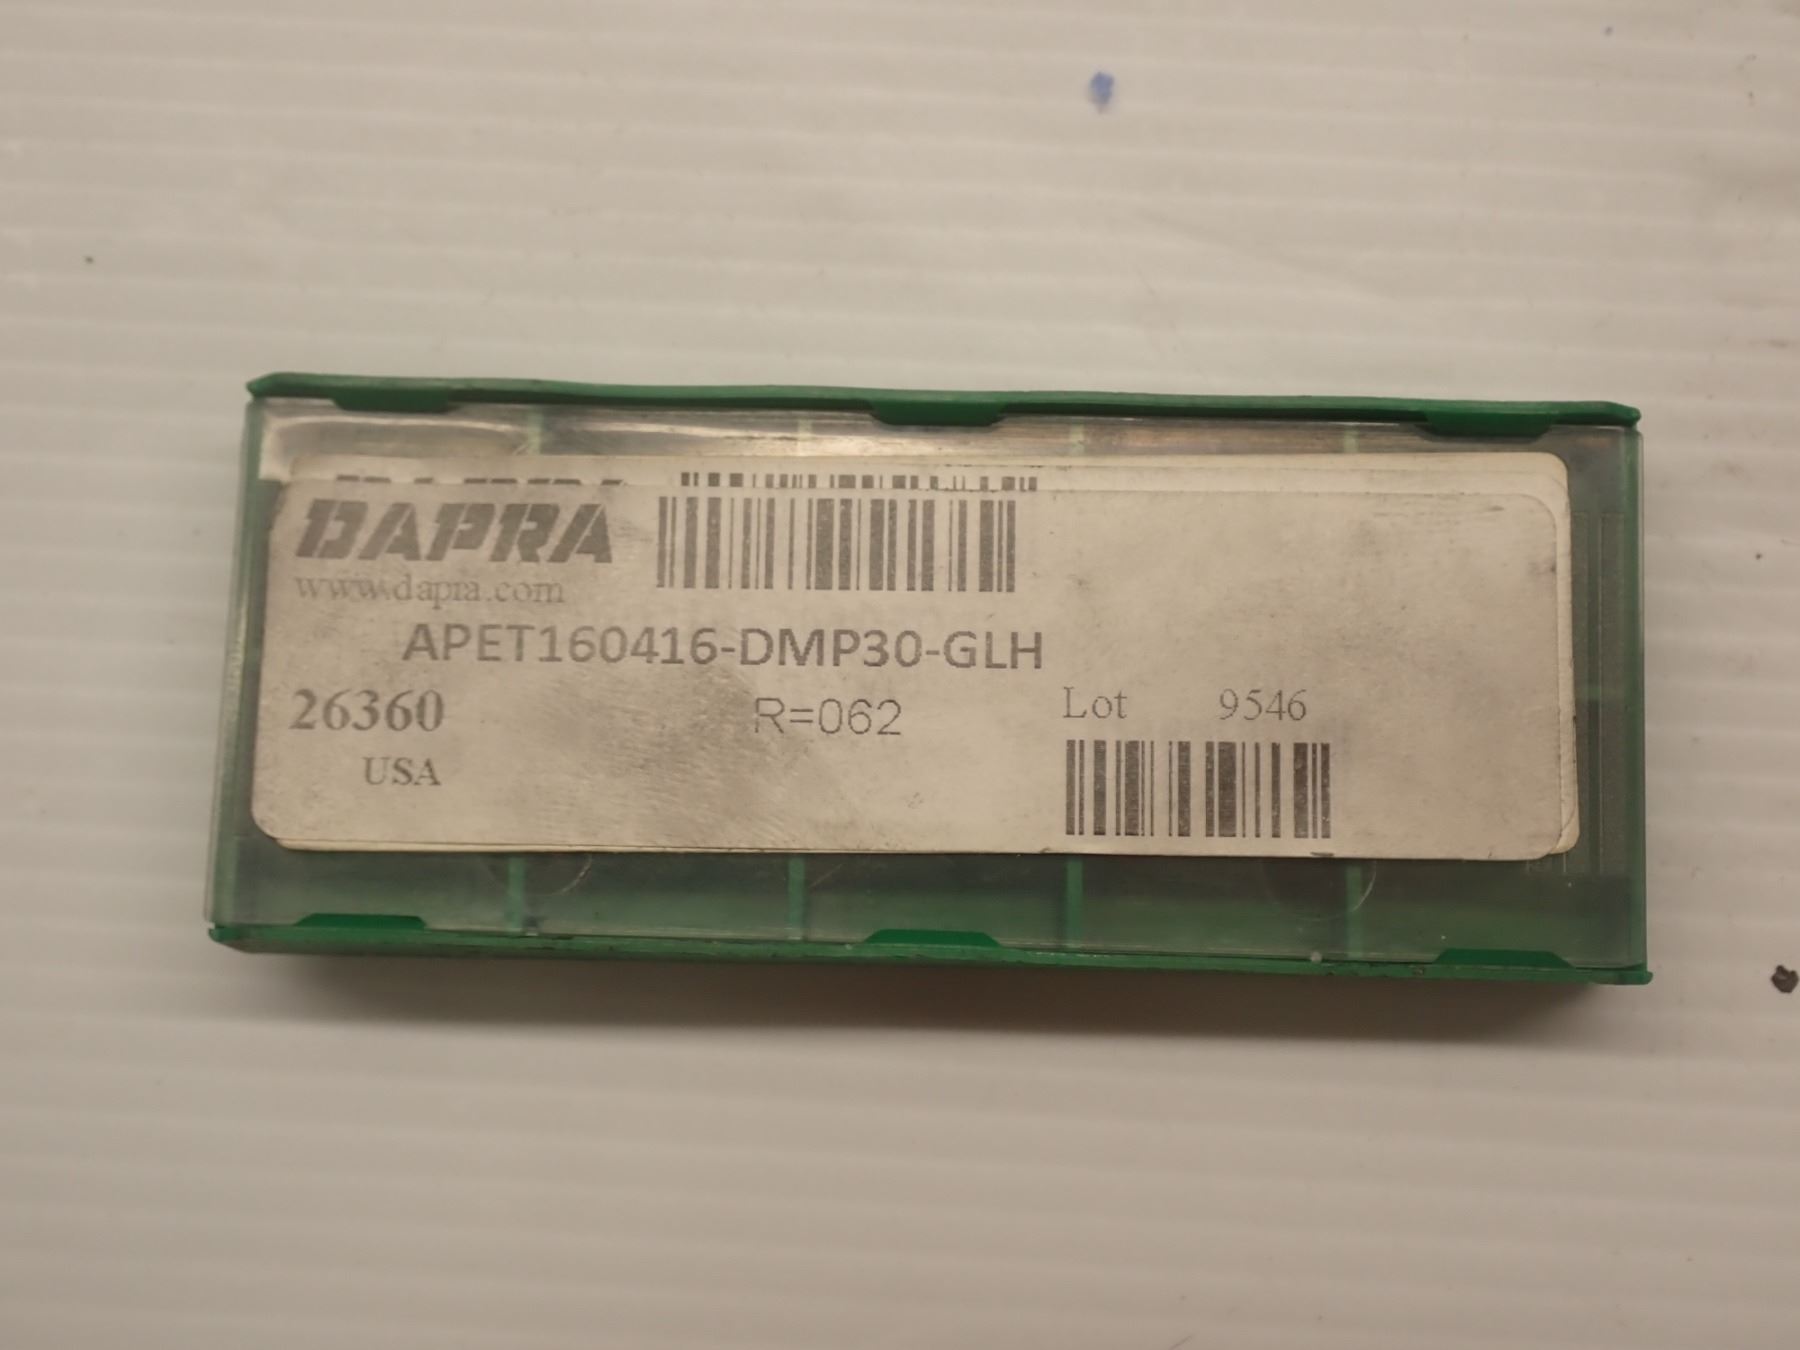 DAPRA
www.dapra.com
APET160416-DMP30-GLH
26360
R=062
Lot 9546
USA